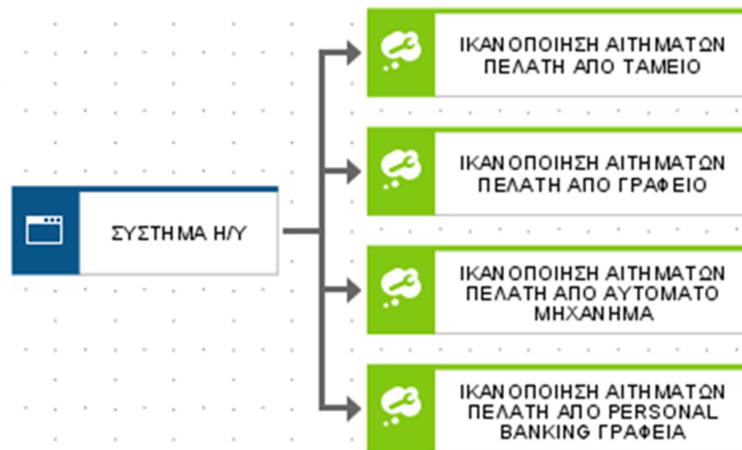 ΣΥΣΤΗΜΑ Η/Υ
ΙΚΑΝΟΠΟΙΗΣΗ ΑΙΤΗΜΑΤΩΝ
ΠΕΛΑΤΗ ΑΠΟ ΤΑΜΕΙΟ
ΙΚΑΝΟΠΟΙΗΣΗ ΑΙΤΗΜΑΤΩΝ
ΠΕΛΑΤΗ ΑΠΟ ΓΡΑΦΕΙΟ
ΙΚΑΝΟΠΟΙΗΣΗ ΑΙΤΗΜΑΤΩΝ
ΠΕΛΑΤΗ ΑΠΟ ΑΥΤΟΜΑΤΟ
ΜΗΧΑΝΗΜΑ
ΙΚΑΝΟΠΟΙΗΣΗ ΑΙΤΗΜΑΤΩΝ
ΠΕΛΑΤΗ ΑΠΟ PERSONAL
BANKING ΓΡΑΦΕΙΑ